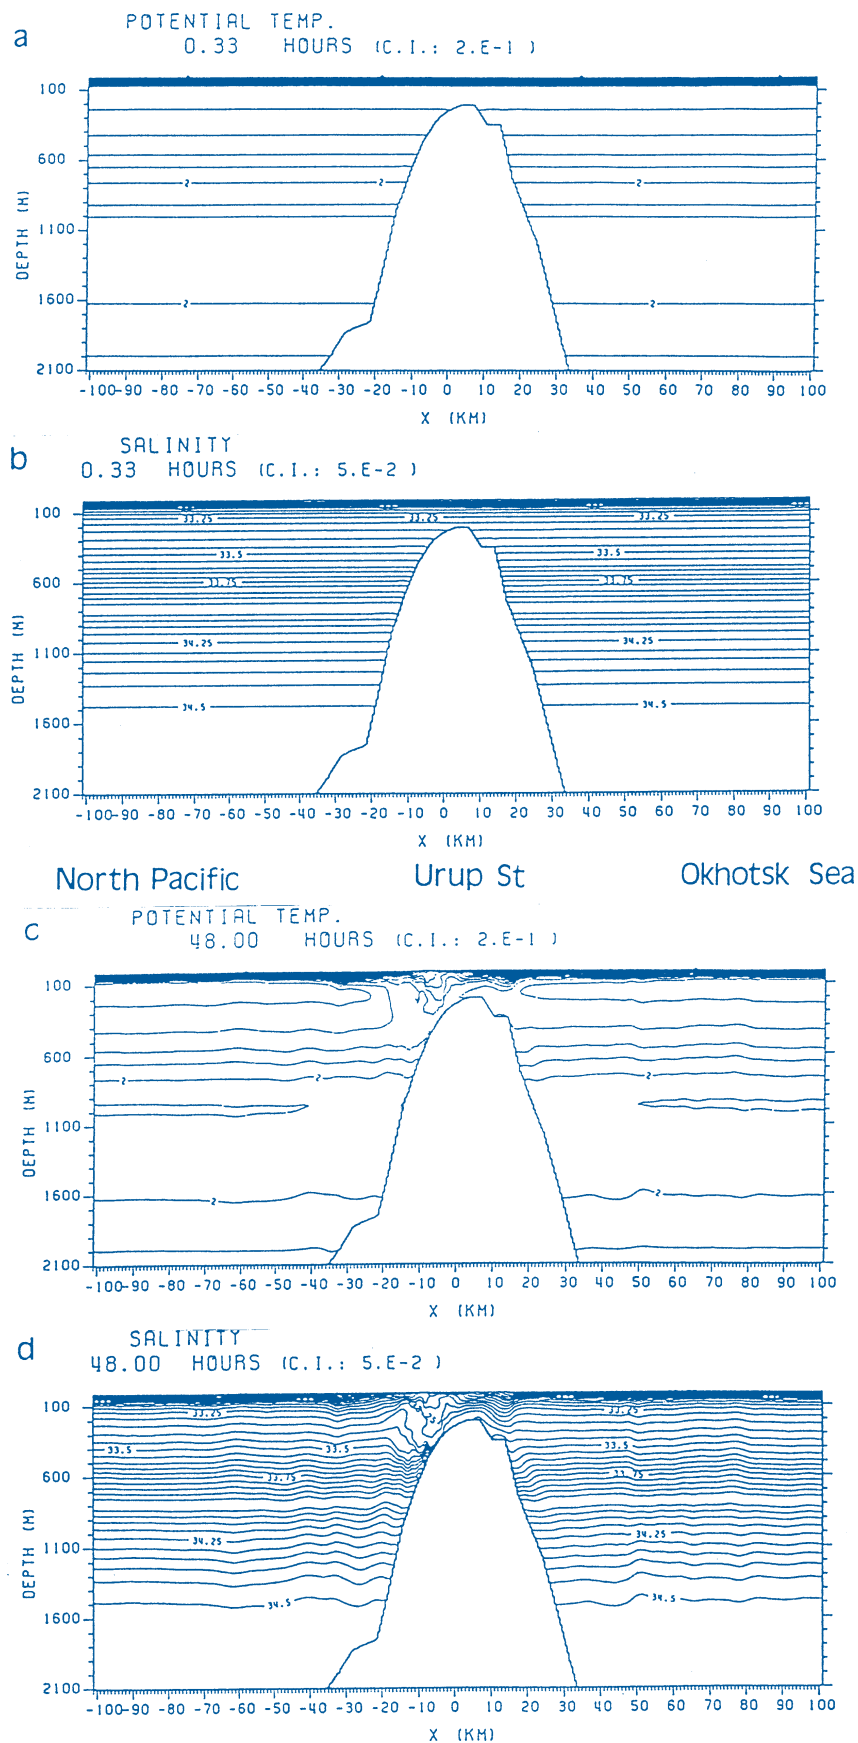 a
POTENTIAL TEMP.
0.33 HOURS (C.I.: 2.E-1 )
100
600
2 2 2
1100
1600
2 2
2100
DEPTH (M)
-100 -90 -80 -70 -60 -50 -40 -30 -20 -10 0 10 20 30 40 50 60 70 80 90 100
X (KM)
b
SALINITY
0.33 HOURS (C.I.: 5.E-2 )
100
33.25 33.25 33.25
33.5 33.5
600
33.75 33.75
34.25 34.25
1100
34.5 34.5
1600
2100
DEPTH (M)
-100 -90 -80 -70 -60 -50 -40 -30 -20 -10 0 10 20 30 40 50 60 70 80 90 100
X (KM)
North Pacific Urup St Okhotsk Sea
c
POTENTIAL TEMP.
48.00 HOURS (C.I.: 2.E-1 )
100
600
2 2 2
1100
1600
2 2
2100
DEPTH (M)
-100 -90 -80 -70 -60 -50 -40 -30 -20 -10 0 10 20 30 40 50 60 70 80 90 100
X (KM)
d
SALINITY
48.00 HOURS (C.I.: 5.E-2 )
100
33.25 33.25
33.5 33.5 33.5
600
33.75 33.75
34.25 34.25
1100
34.5 34.5
1600
2100
DEPTH (M)
-100 -90 -80 -70 -60 -50 -40 -30 -20 -10 0 10 20 30 40 50 60 70 80 90 100
X (KM)